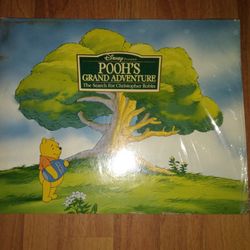 Disney
POOH'S
GRAND ADVENTURE
The Search For Christopher Robin